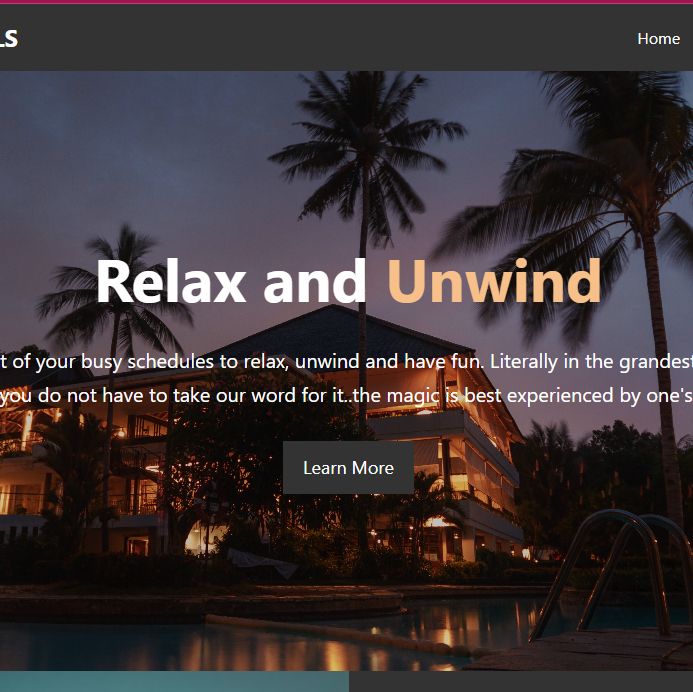 LS
Home
Relax and Unwind
t of your busy schedules to relax, unwind and have fun. Literally in the grandest
you do not have to take our word for it..the magic is best experienced by one's
Learn More